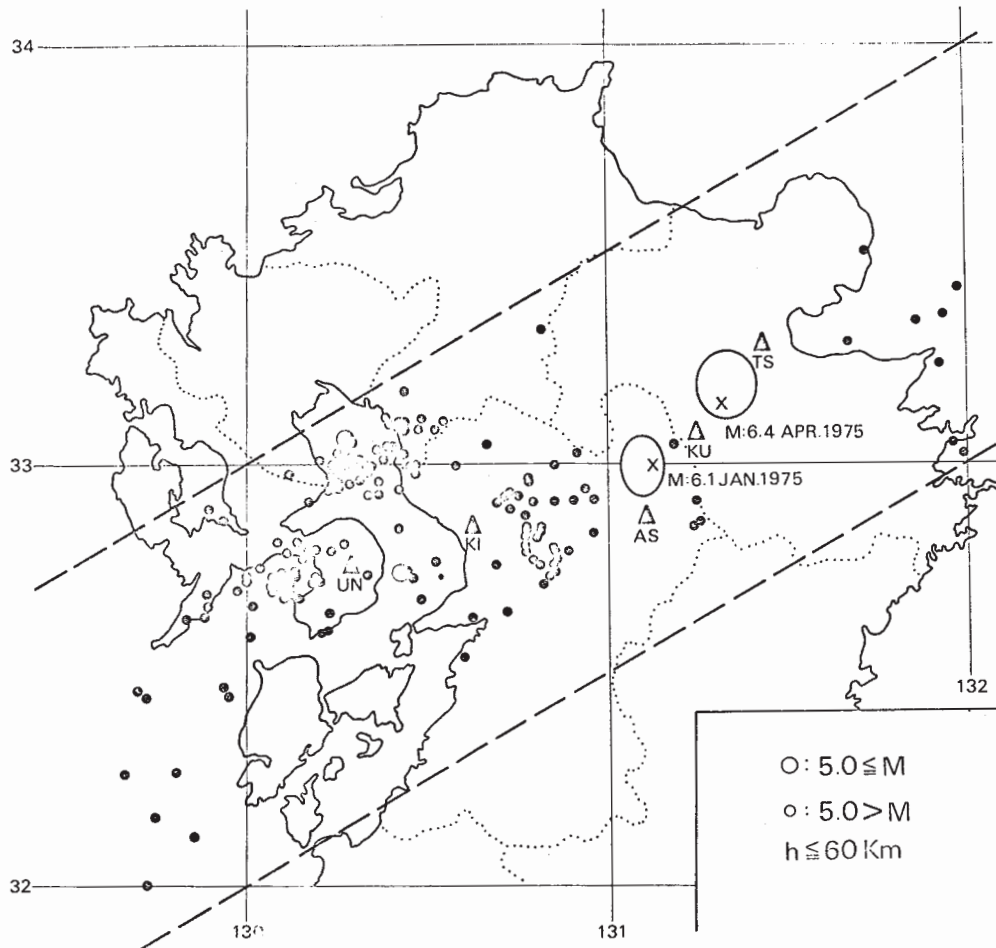 34
TS
M:6.4 APR.1975
KU
33
M:6.1 JAN.1975
AS
KI
UN
132
O: 5.0≦M
o: 5.0>M
h≦60 Km
32
130
131